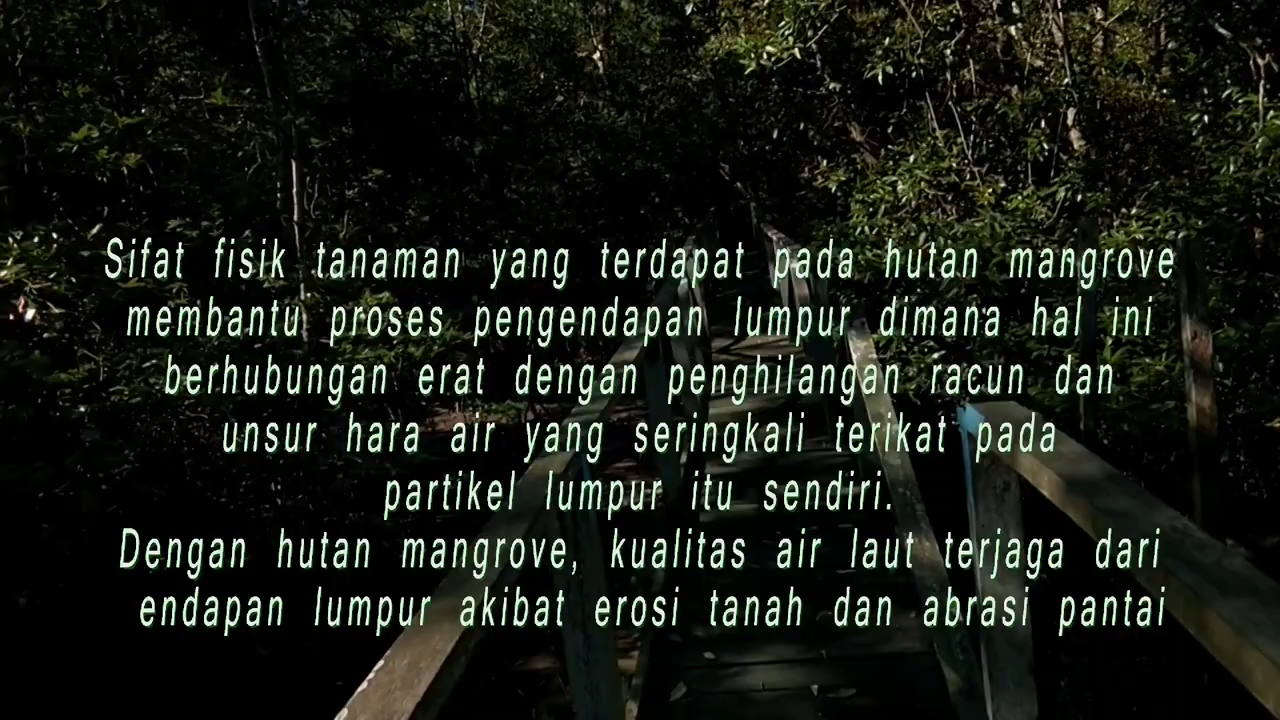 Sifat fisik tanaman yang terdapat pada hutan mangrove
membantu proses pengendapan lumpur dimana hal ini
berhubungan erat dengan penghilangan racun dan
unsur hara air yang seringkali terikat pada
partikel lumpur itu sendiri.
Dengan hutan mangrove, kualitas air laut terjaga dari
endapan lumpur akibat erosi tanah dan abrasi pantai